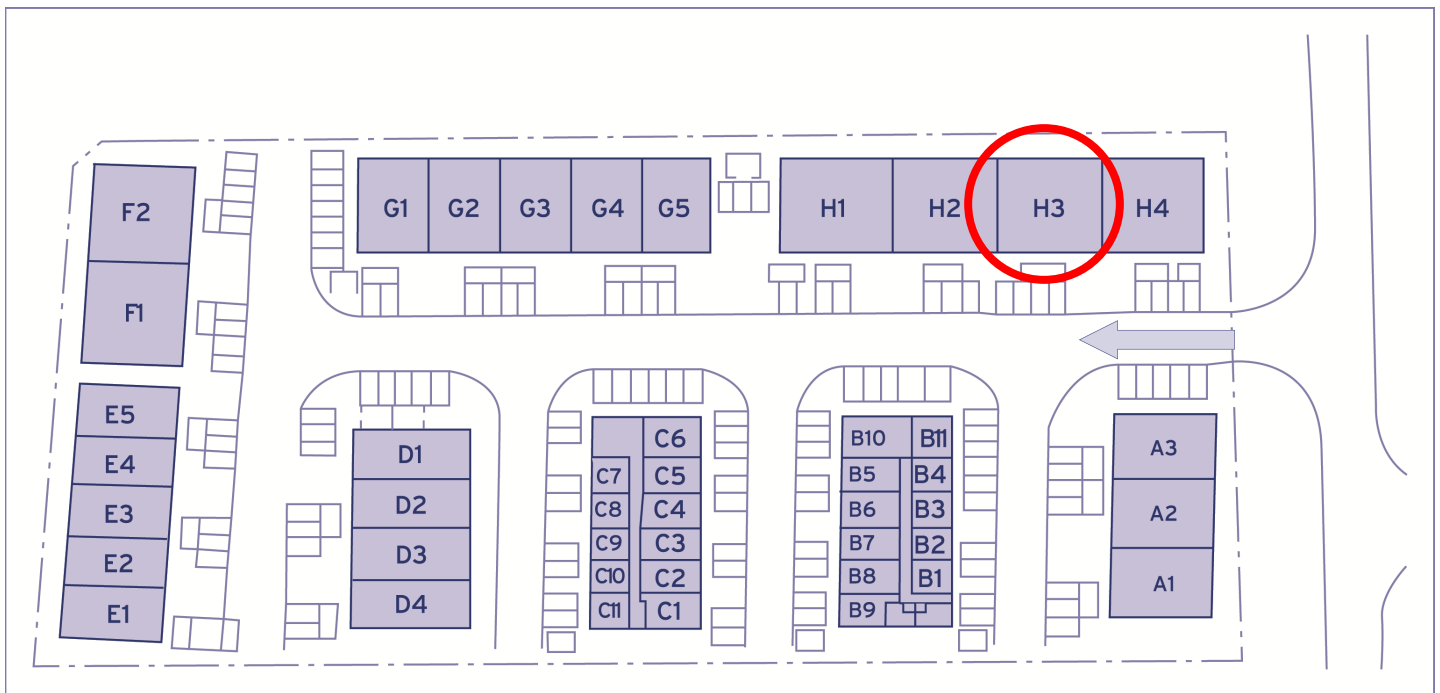 F2
F1
E5
E4
E3
E2
E1
G1 G2 G3 G4 G5
H1 H2 H3 H4
D1
D2
D3
D4
C6
C7 C5
C8 C4
C9 C3
C10 C2
C11 C1
B10 B11
B5 B4
B6 B3
B7 B2
B8 B1
B9
A3
A2
A1